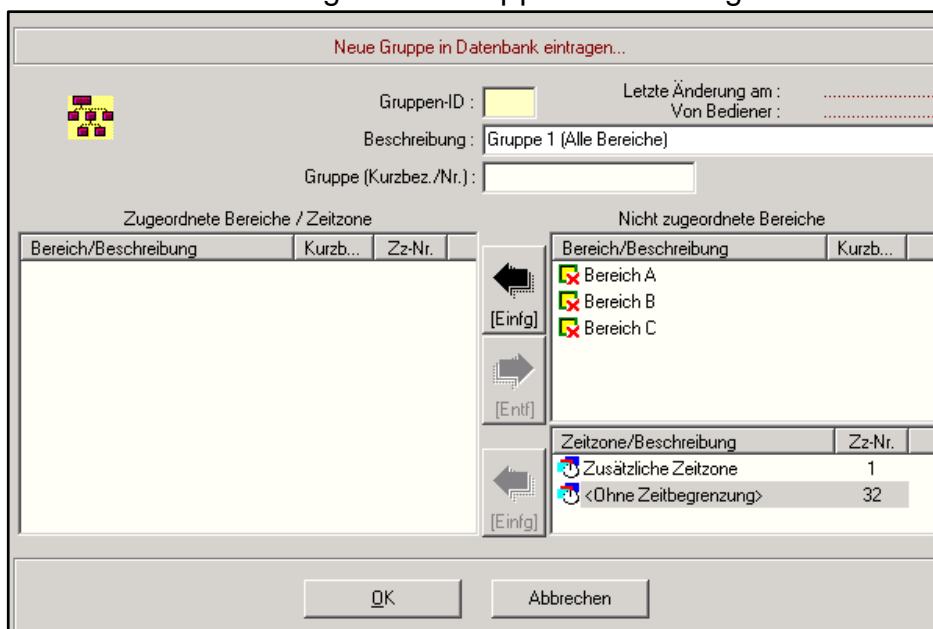 Neue Gruppe in Datenbank eintragen...
Gruppen-ID :
Letzte Änderung am :
Von Bediener :
Beschreibung : Gruppe 1 (Alle Bereiche)
Gruppe (Kurzbez./Nr.) :
Zugeordnete Bereiche / Zeitzone
Bereich/Beschreibung Kurzb... Zz-Nr.
[Einfg]
[Entf]
[Einfg]
Nicht zugeordnete Bereiche
Bereich/Beschreibung Kurzb...
Bereich A
Bereich B
Bereich C
Zeitzone/Beschreibung Zz-Nr.
Zusätzliche Zeitzone 1
<Ohne Zeitbegrenzung> 32
OK Abbrechen